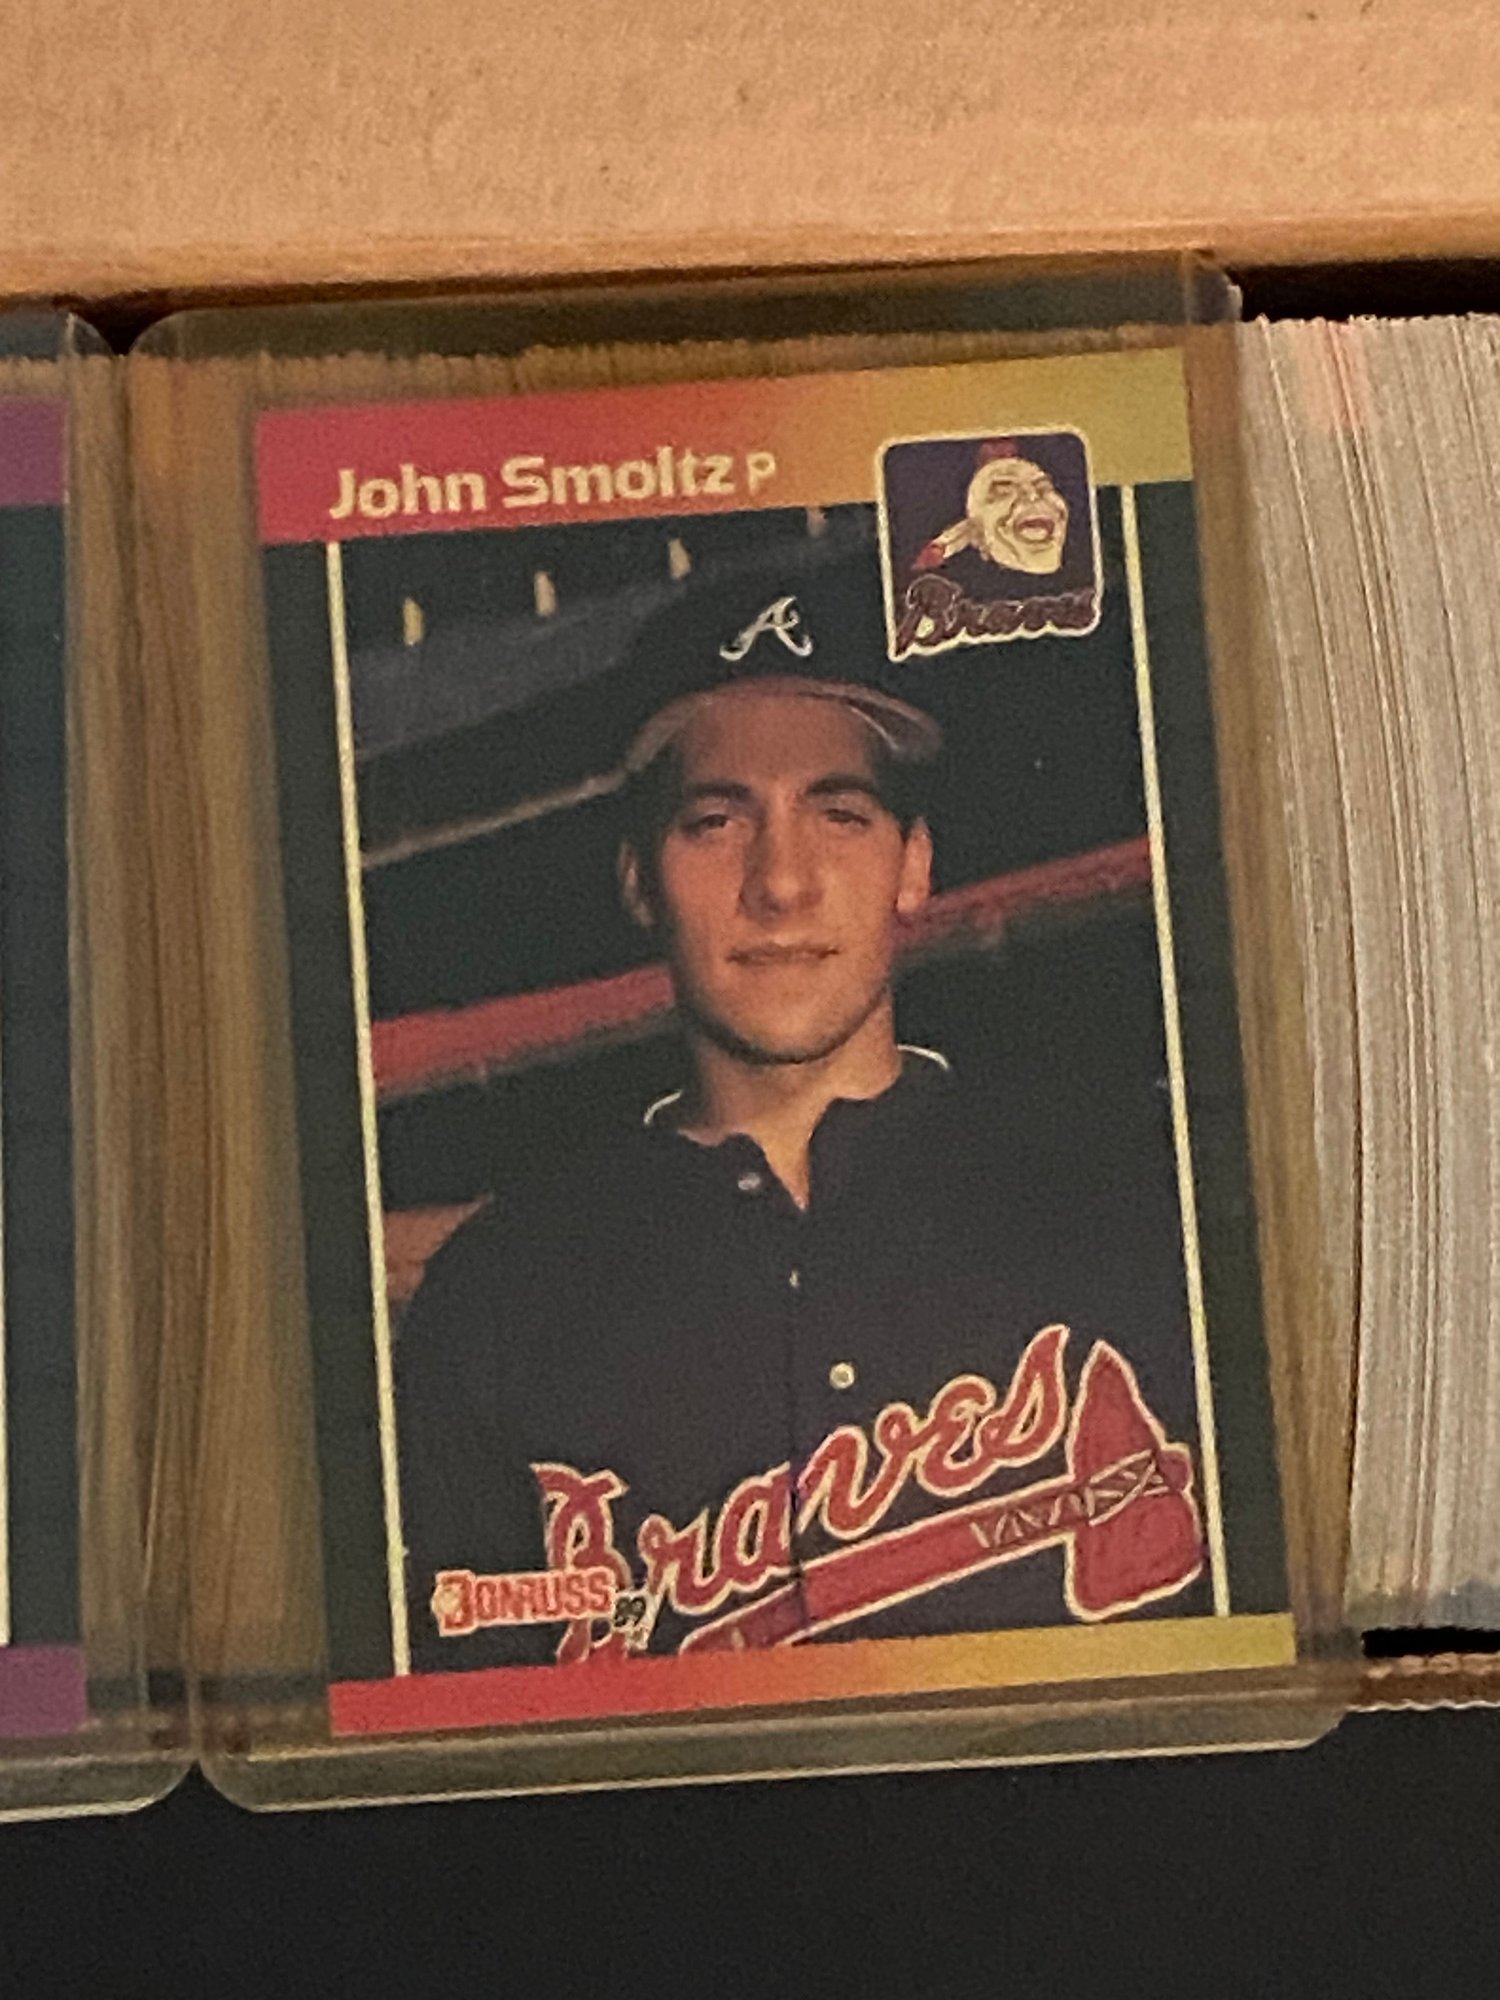 John Smoltz P
Braves
A
Braves
DONRUSS '89